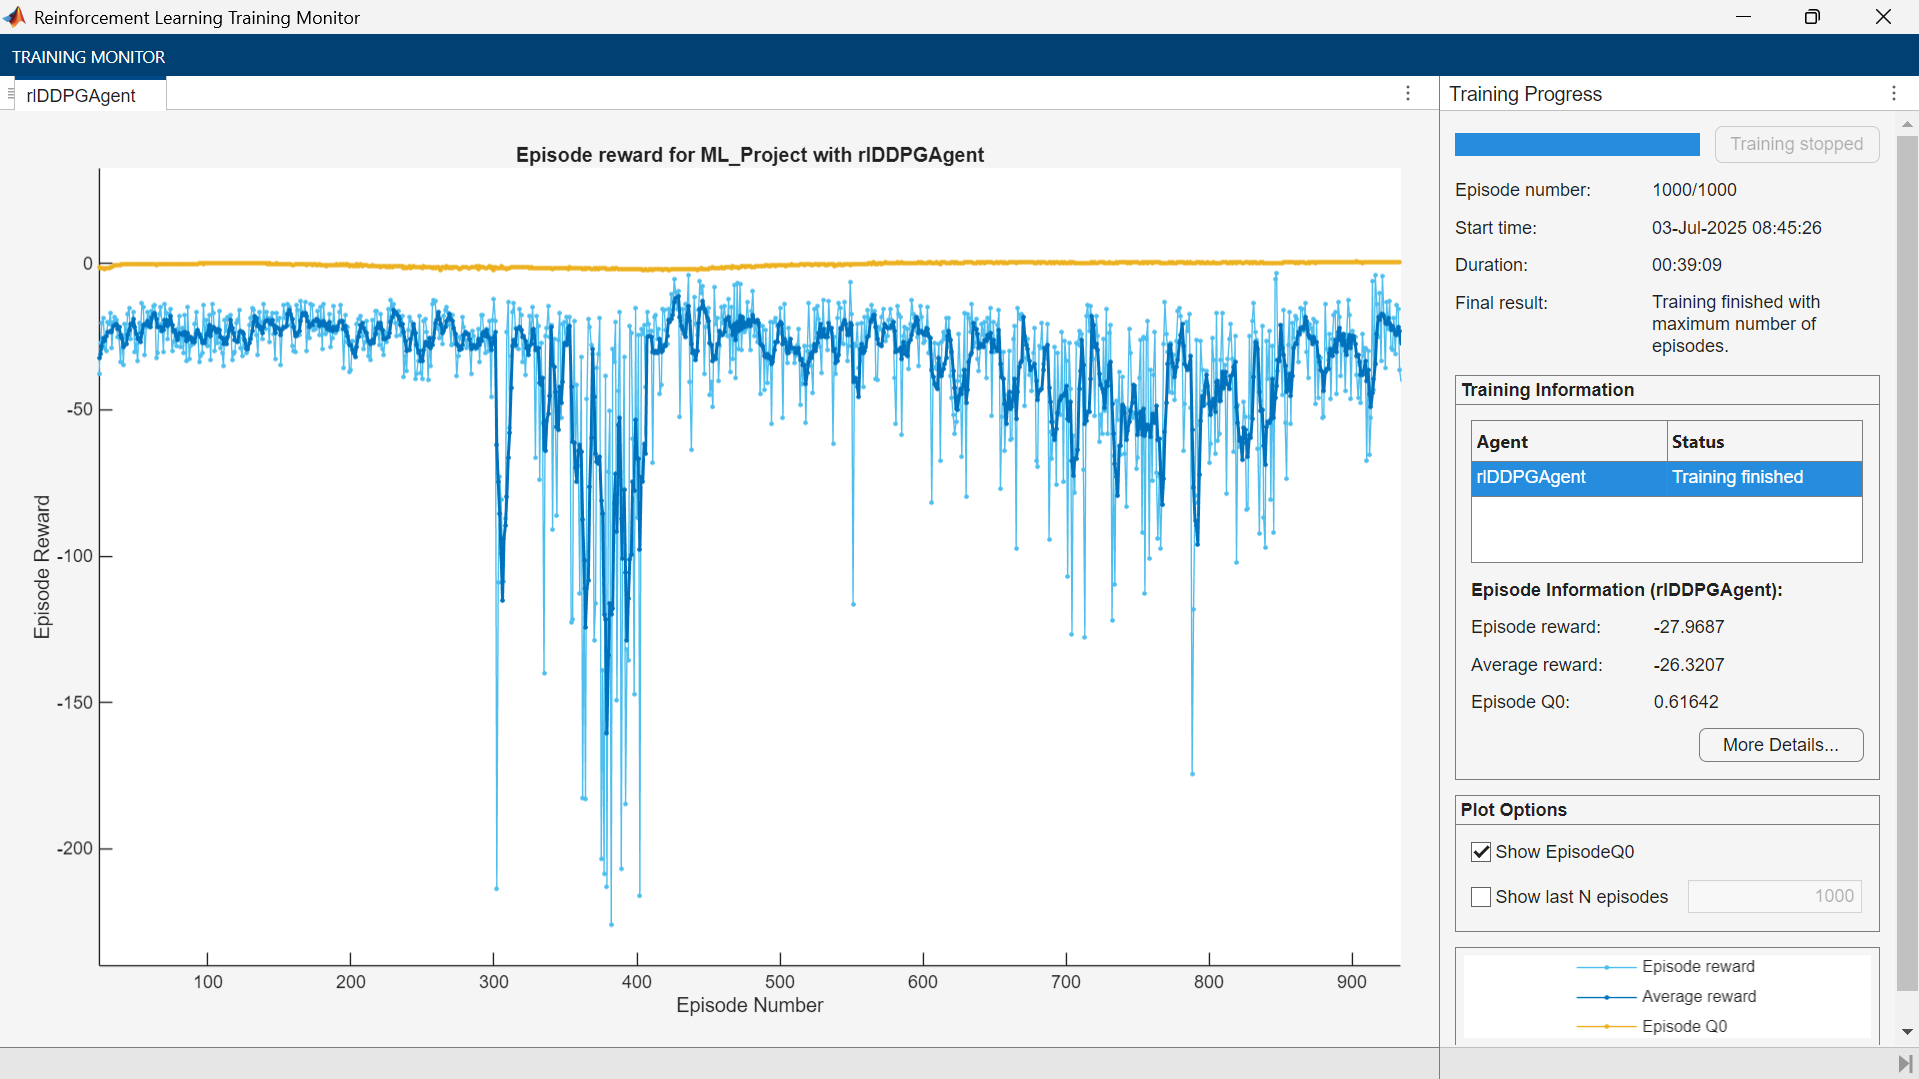 Reinforcement Learning Training Monitor
TRAINING MONITOR
rlDDPGAgent
Episode reward for ML_Project with rlDDPGAgent
0
-50
-100
-150
-200
Episode Reward
100 200 300 400 500 600 700 800 900
Episode Number
Training Progress
Training stopped
Episode number: 1000/1000
Start time: 03-Jul-2025 08:45:26
Duration: 00:39:09
Final result: Training finished with
maximum number of
episodes.
Training Information
Agent Status
rlDDPGAgent Training finished
Episode Information (rlDDPGAgent):
Episode reward: -27.9687
Average reward: -26.3207
Episode Q0: 0.61642
More Details...
Plot Options
Show EpisodeQ0
Show last N episodes 1000
Episode reward
Average reward
Episode Q0